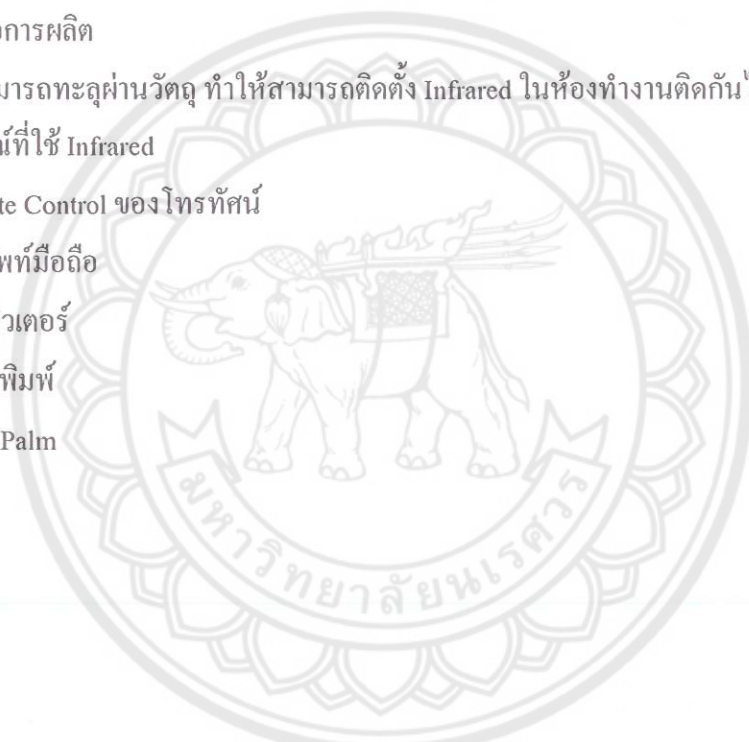 การผลิต
มารถทะลุผ่านวัตถุ ทำให้สามารถติดตั้ง Infrared ในห้องทำงานติดกัน
ที่ใช้ Infrared
te Control ของโทรทัศน์
พท์มือถือ
วเตอร์
พิมพ์
Palm
มหาวิทยาลัยนเรศวร